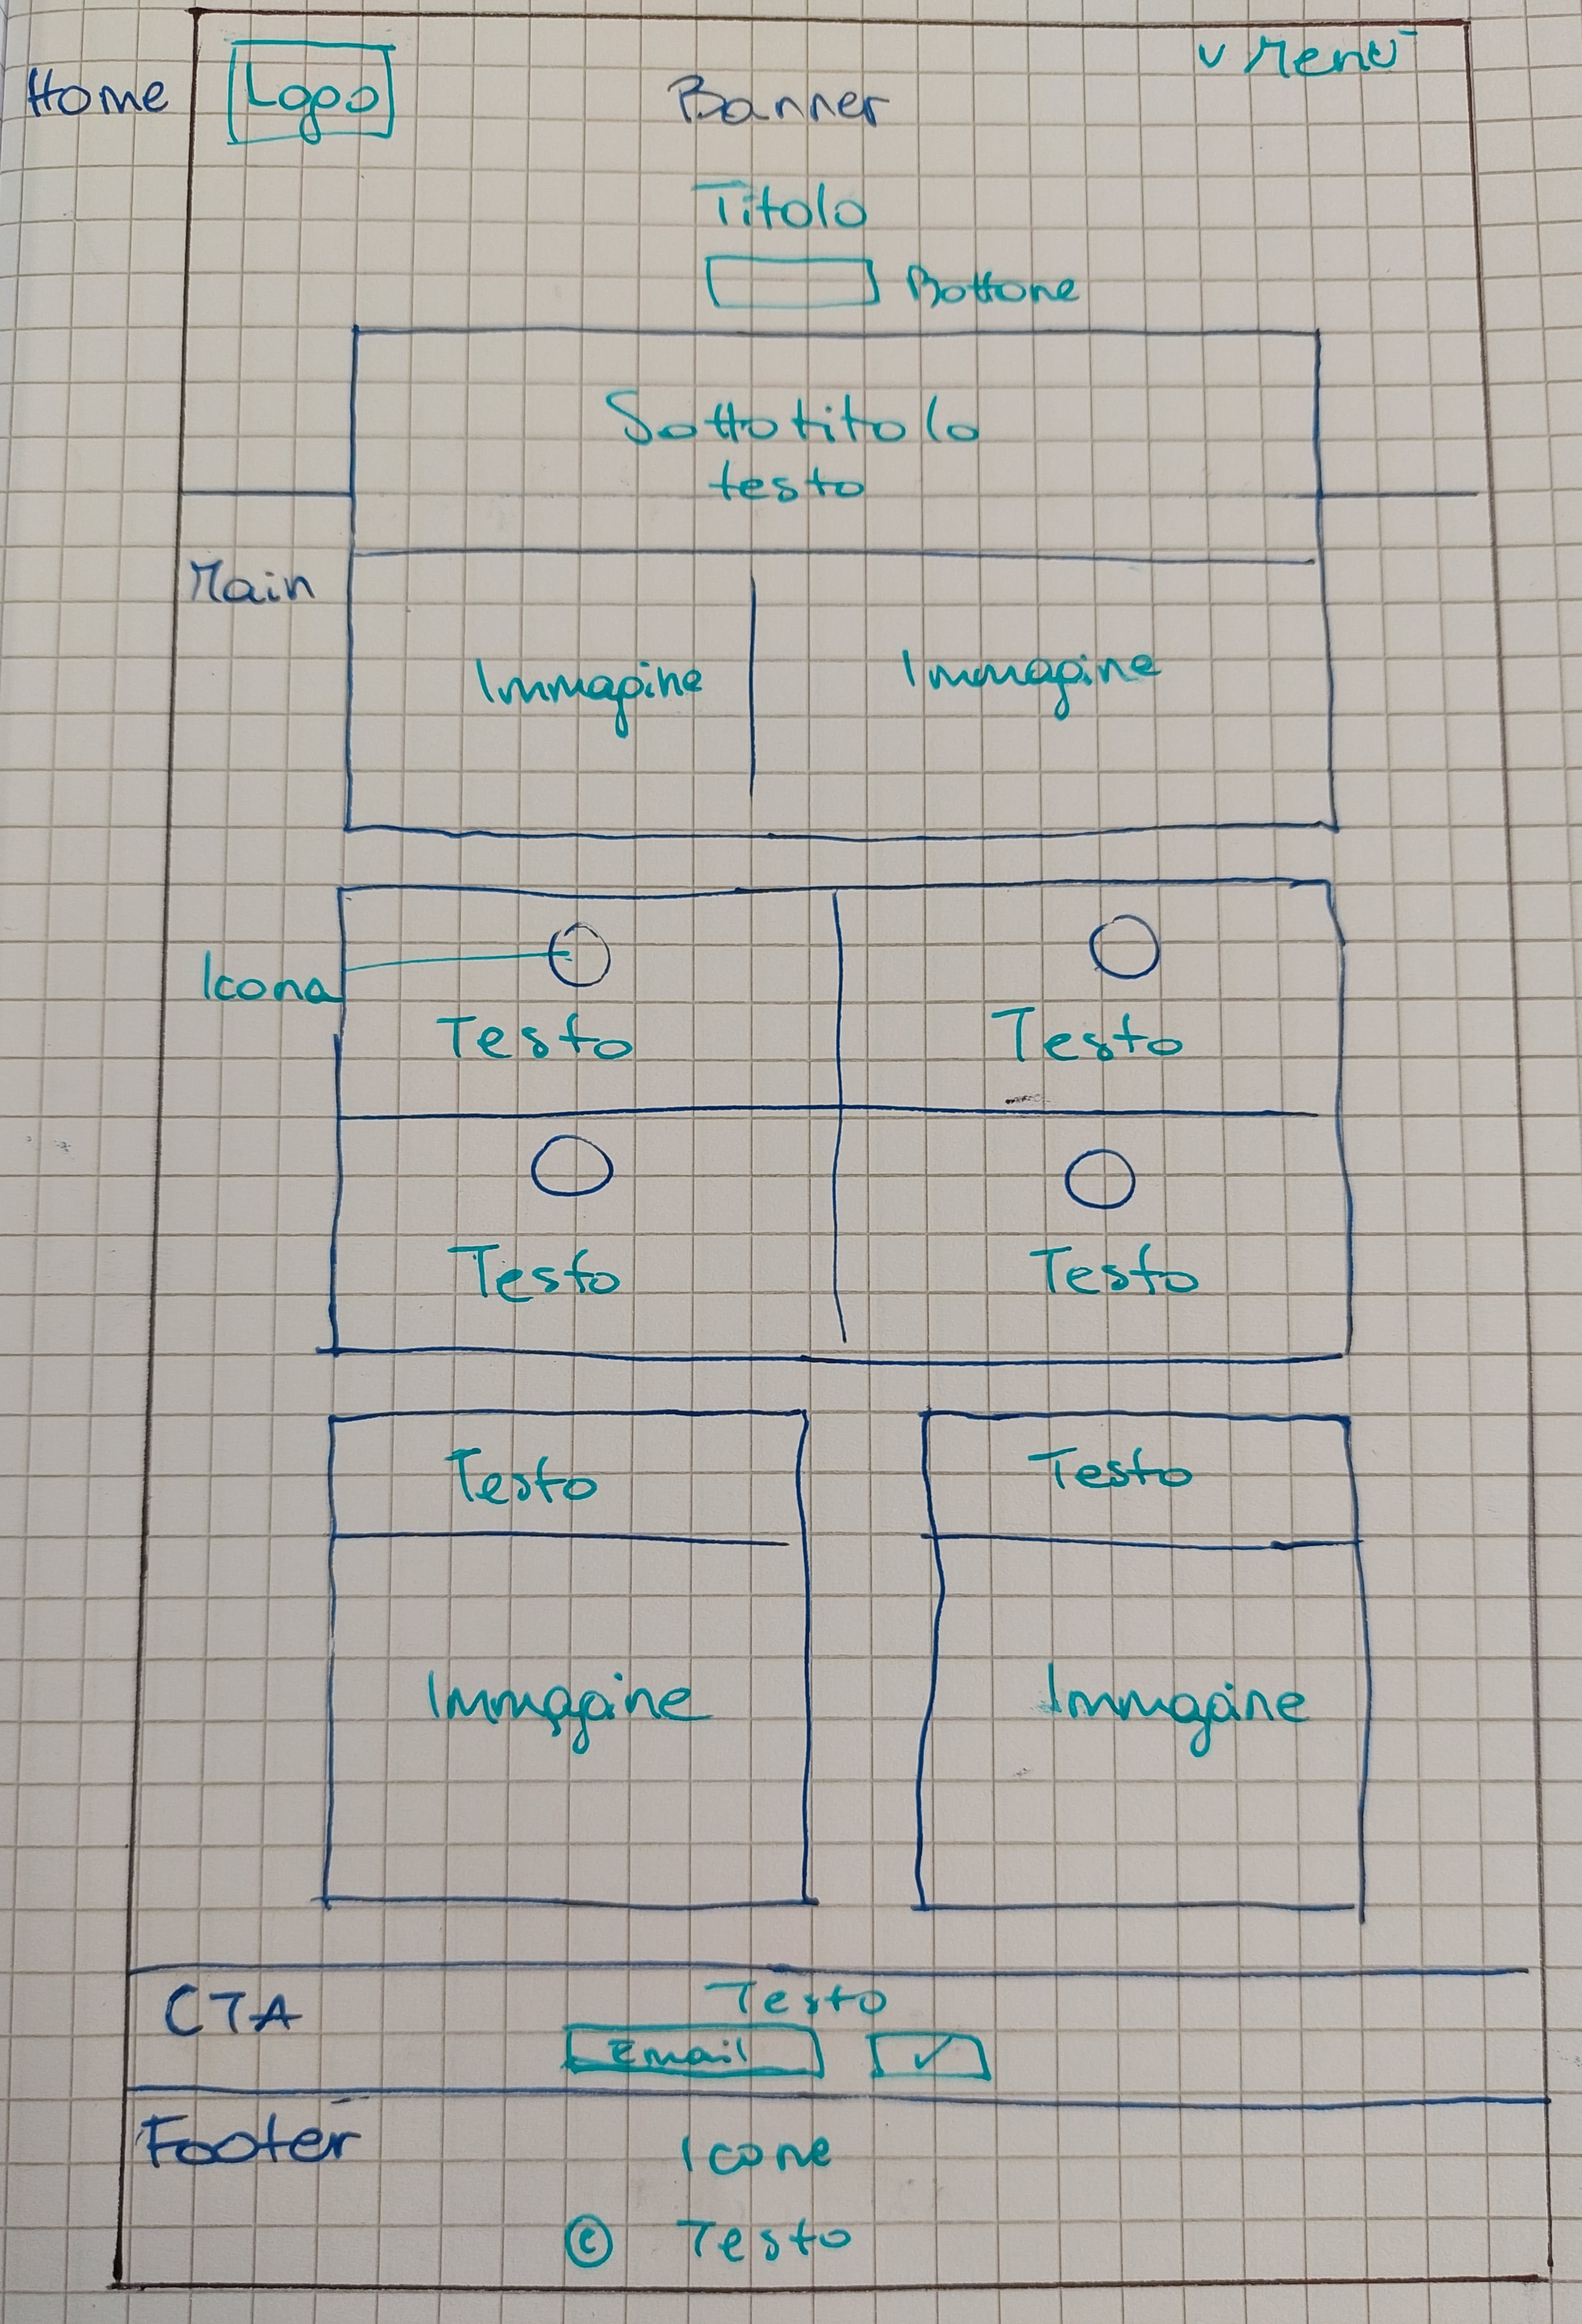 Home
Logo
Banner
v Menù
Titolo
Bottone
Sottotitolo
testo
Main
Immagine
Immagine
Icona
Testo
Testo
Testo
Testo
Testo
Testo
Immagine
Immagine
CTA
Testo
Email ✓
Footer
Icone
© Testo